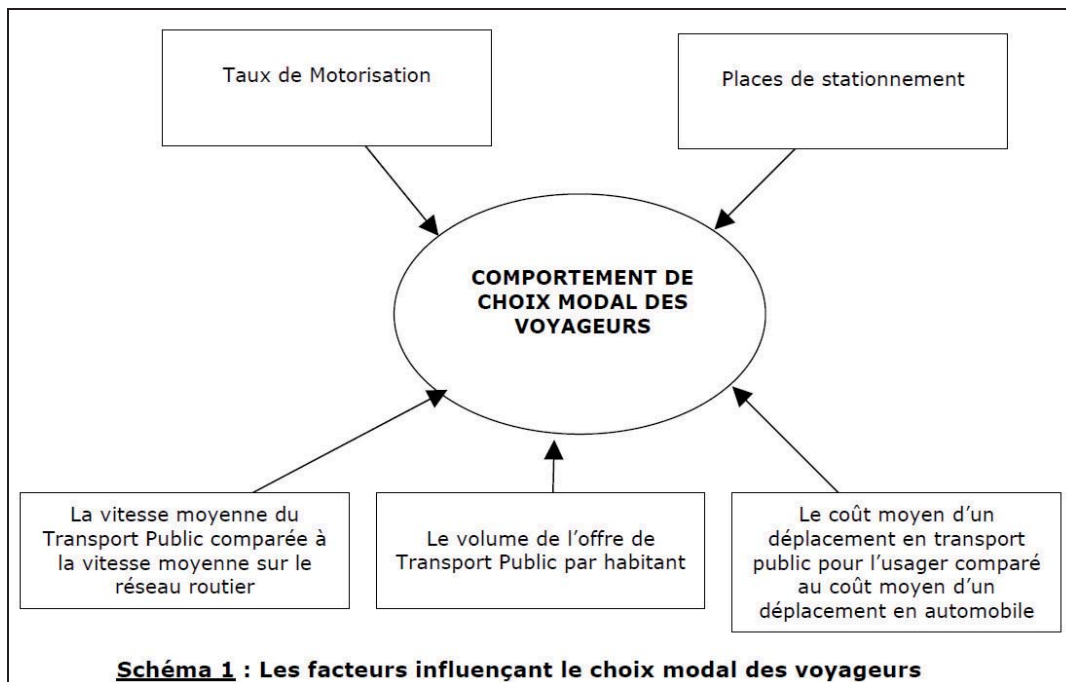 Taux de Motorisation
Places de stationnement
COMPORTEMENT DE
CHOIX MODAL DES
VOYAGEURS
La vitesse moyenne du
Transport Public comparée à
la vitesse moyenne sur le
réseau routier
Le volume de l’offre de
Transport Public par habitant
Le coût moyen d’un
déplacement en transport
public pour l’usager comparé
au coût moyen d’un
déplacement en automobile
Schéma 1 : Les facteurs influençant le choix modal des voyageurs